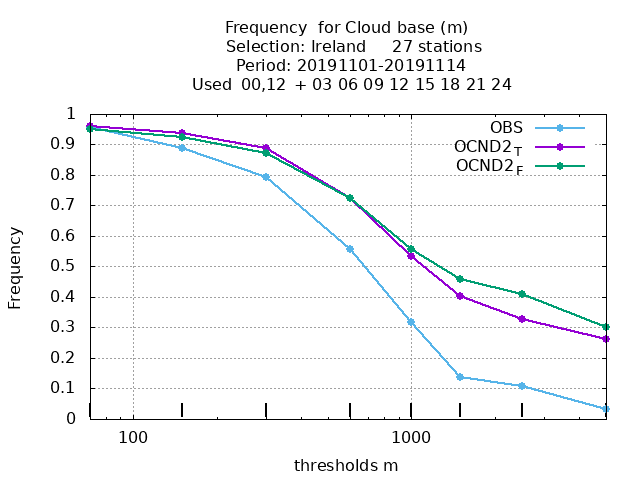 Frequency  for Cloud base (m)
Selection: Ireland     27 stations
Period: 20191101-20191114
Used  00,12  + 03 06 09 12 15 18 21 24
OBS
OCND2T
OCND2F
1
0.9
0.8
0.7
0.6
0.5
0.4
0.3
0.2
0.1
0
Frequency
100
1000
thresholds m